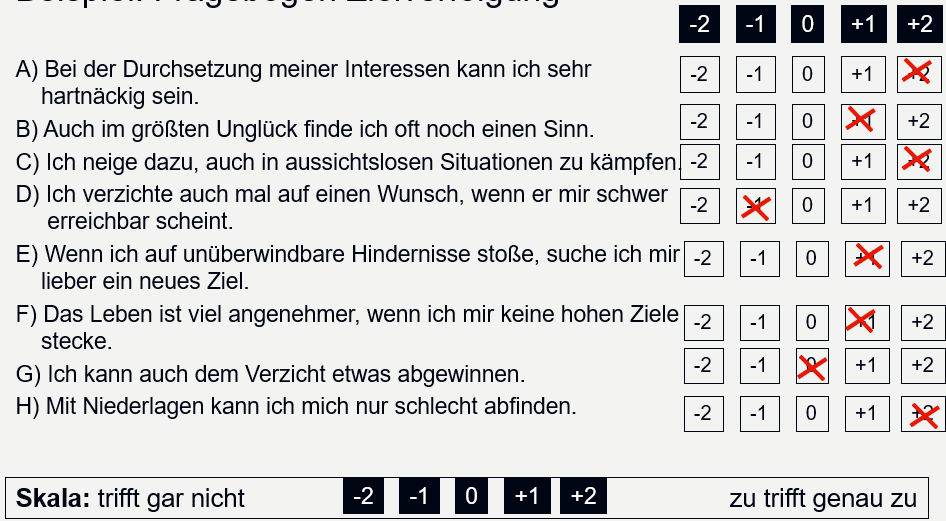 -2 -1 0 +1 +2
A) Bei der Durchsetzung meiner Interessen kann ich sehr
hartnäckig sein. -2 -1 0 +1 +2
B) Auch im größten Unglück finde ich oft noch einen Sinn. -2 -1 0 +1 +2
C) Ich neige dazu, auch in aussichtslosen Situationen zu kämpfen. -2 -1 0 +1 +2
D) Ich verzichte auch mal auf einen Wunsch, wenn er mir schwer
erreichbar scheint. -2 -1 0 +1 +2
E) Wenn ich auf unüberwindbare Hindernisse stoße, suche ich mir
lieber ein neues Ziel. -2 -1 0 +1 +2
F) Das Leben ist viel angenehmer, wenn ich mir keine hohen Ziele
stecke. -2 -1 0 +1 +2
G) Ich kann auch dem Verzicht etwas abgewinnen. -2 -1 0 +1 +2
H) Mit Niederlagen kann ich mich nur schlecht abfinden. -2 -1 0 +1 +2
Skala: trifft gar nicht -2 -1 0 +1 +2 zu trifft genau zu